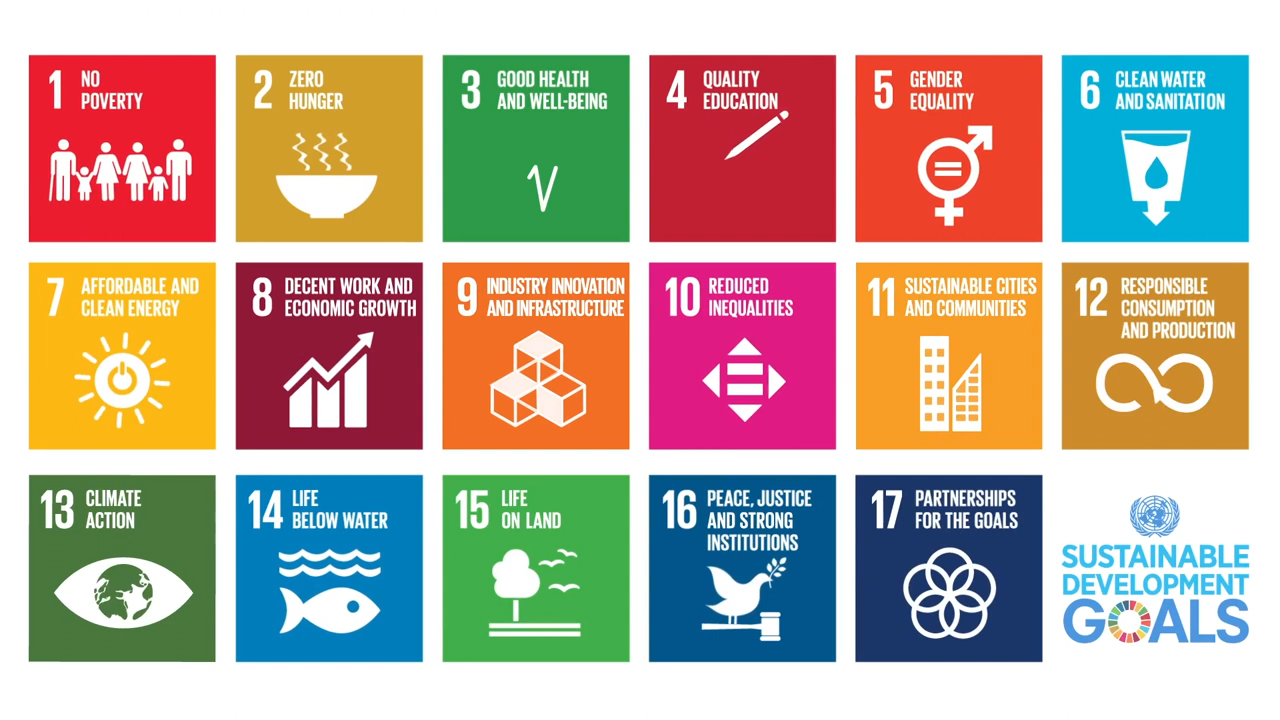 1 NO
POVERTY
2 ZERO
HUNGER
3 GOOD HEALTH
AND WELL-BEING
4 QUALITY
EDUCATION
5 GENDER
EQUALITY
6 CLEAN WATER
AND SANITATION
7 AFFORDABLE AND
CLEAN ENERGY
8 DECENT WORK AND
ECONOMIC GROWTH
9 INDUSTRY INNOVATION
AND INFRASTRUCTURE
10 REDUCED
INEQUALITIES
11 SUSTAINABLE CITIES
AND COMMUNITIES
12 RESPONSIBLE
CONSUMPTION
AND PRODUCTION
13 CLIMATE
ACTION
14 LIFE
BELOW WATER
15 LIFE
ON LAND
16 PEACE, JUSTICE
AND STRONG
INSTITUTIONS
17 PARTNERSHIPS
FOR THE GOALS
SUSTAINABLE
DEVELOPMENT
GOALS